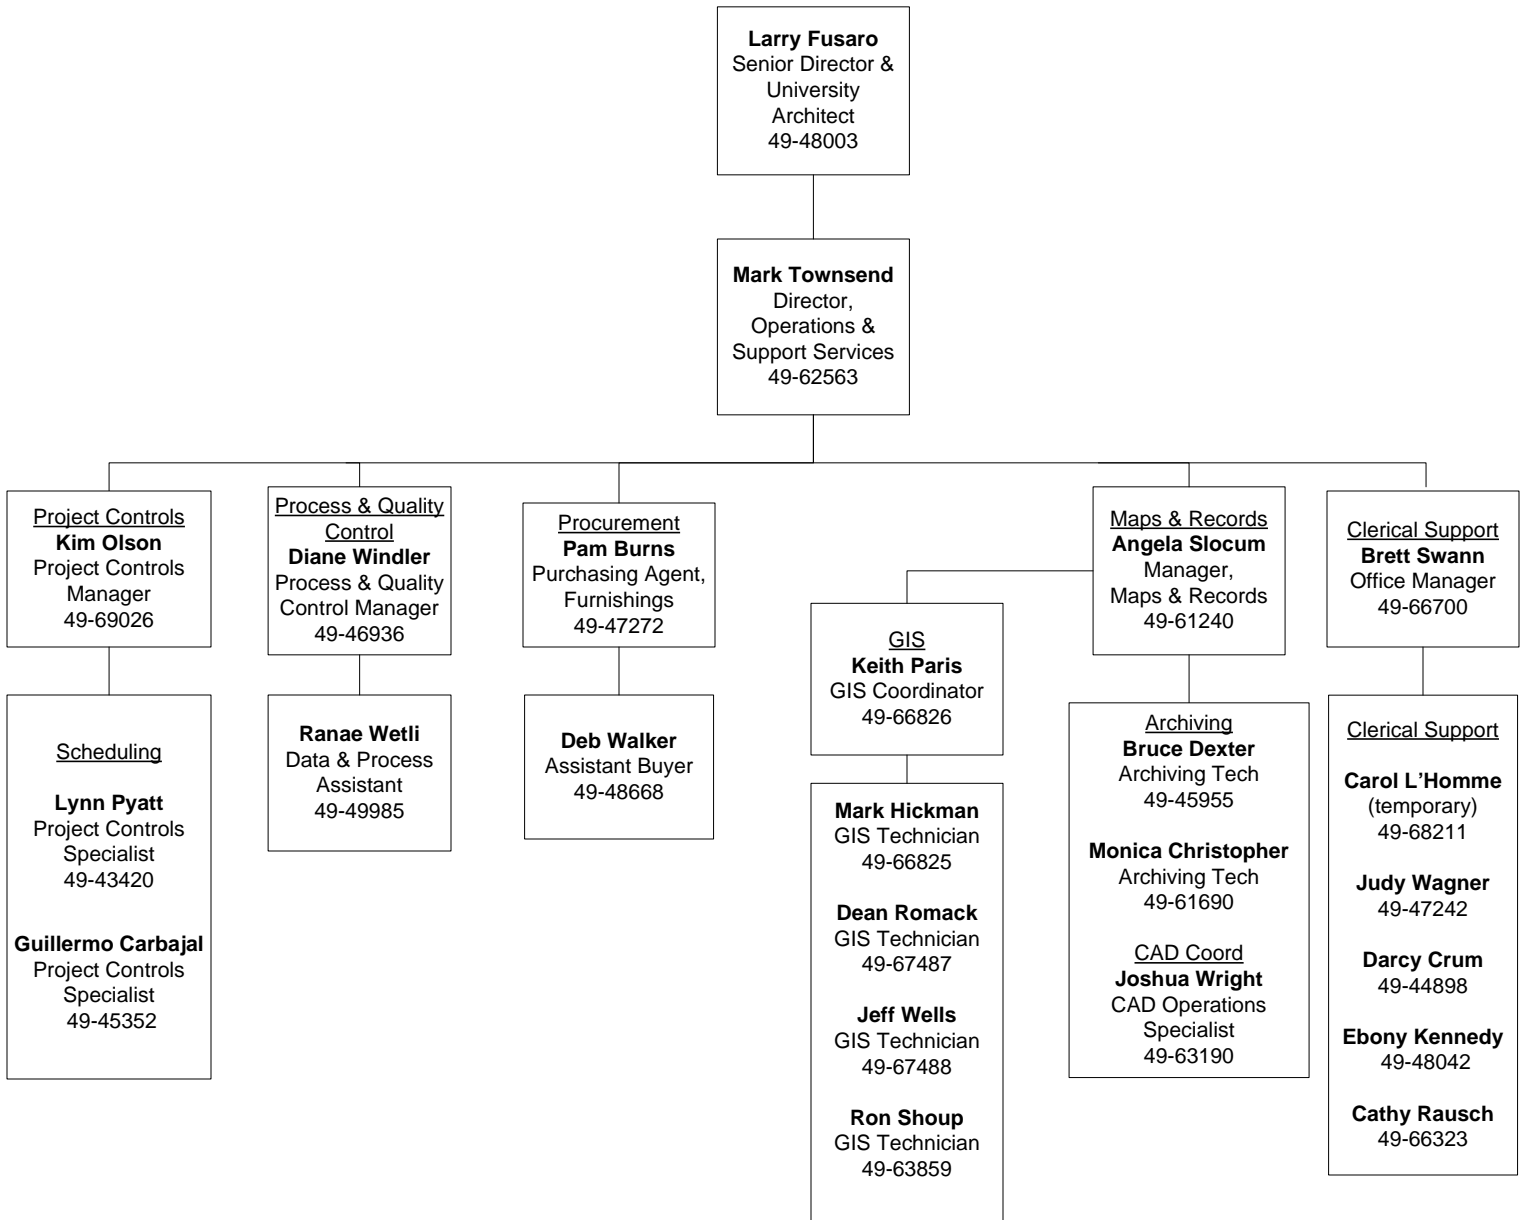 Larry Fusaro
Senior Director &
University
Architect
49-48003
Mark Townsend
Director,
Operations &
Support Services
49-62563
Project Controls
Kim Olson
Project Controls
Manager
49-69026
Process & Quality
Control
Diane Windler
Process & Quality
Control Manager
49-46936
Procurement
Pam Burns
Purchasing Agent,
Furnishings
49-47272
Maps & Records
Angela Slocum
Manager,
Maps & Records
49-61240
Clerical Support
Brett Swann
Office Manager
49-66700
Scheduling
Lynn Pyatt
Project Controls
Specialist
49-43420
Guillermo Carbajal
Project Controls
Specialist
49-45352
Ranae Wetli
Data & Process
Assistant
49-49985
Deb Walker
Assistant Buyer
49-48668
GIS
Keith Paris
GIS Coordinator
49-66826
Mark Hickman
GIS Technician
49-66825
Dean Romack
GIS Technician
49-67487
Jeff Wells
GIS Technician
49-67488
Ron Shoup
GIS Technician
49-63859
Archiving
Bruce Dexter
Archiving Tech
49-45955
Monica Christopher
Archiving Tech
49-61690
CAD Coord
Joshua Wright
CAD Operations
Specialist
49-63190
Clerical Support
Carol L’Homme
(temporary)
49-68211
Judy Wagner
49-47242
Darcy Crum
49-44898
Ebony Kennedy
49-48042
Cathy Rausch
49-66323